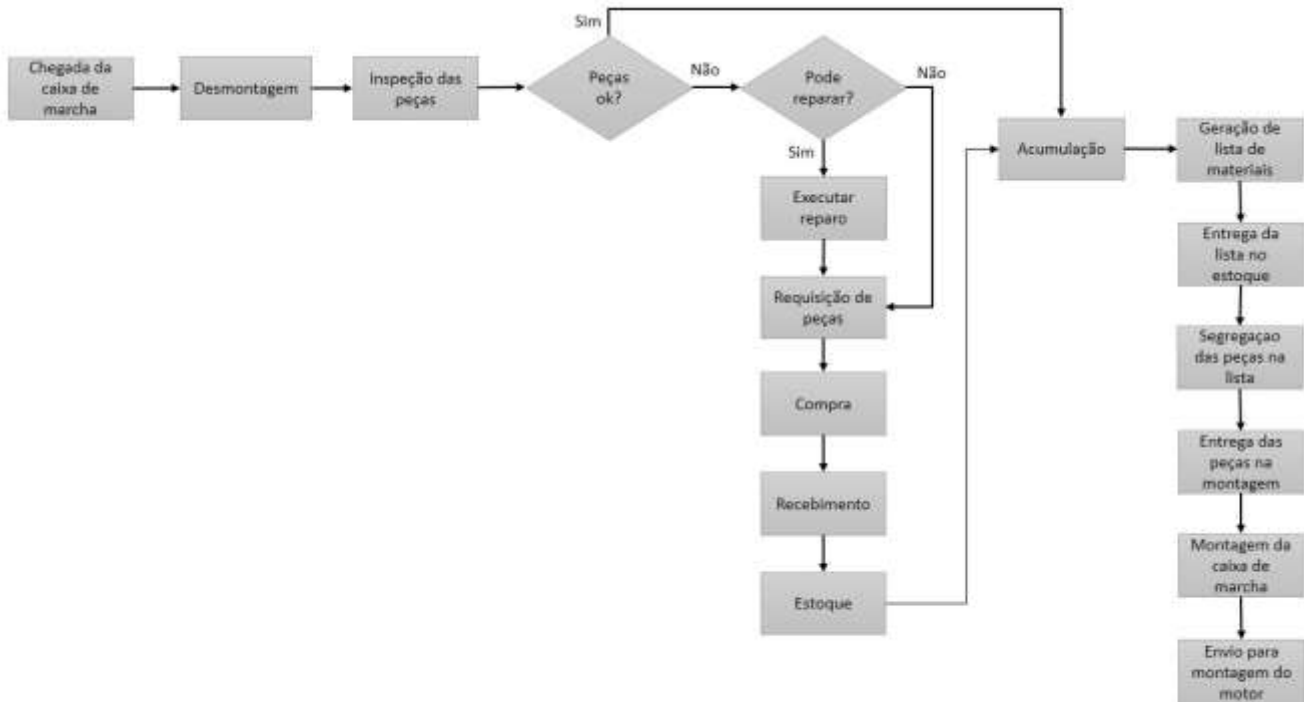 Sim
Chegada da
caixa de
marcha
Desmontagem
Inspeção das
peças
Peças
ok?
Não
Pode
reparar?
Não
Sim
Acumulação
Geração de
lista de
materiais
Executar
reparo
Entrega da
lista no
estoque
Requisição de
peças
Segregaçao
das peças na
lista
Compra
Entrega das
peças na
montagem
Recebimento
Montagem da
caixa de
marcha
Estoque
Envio para
montagem do
motor